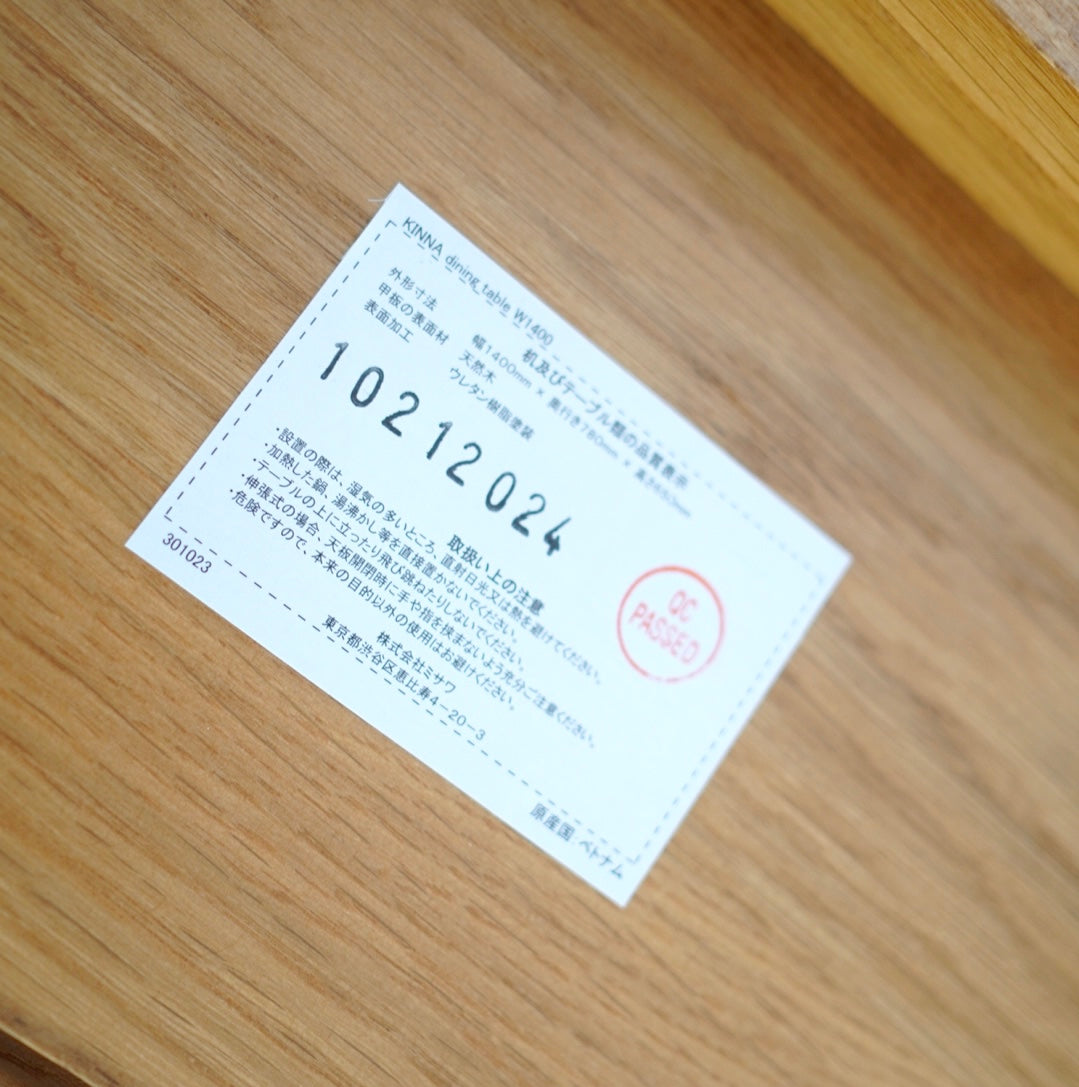 KINNA dining table W1400
机及びテーブル類の品質表示
外形寸法 幅1400mm × 奥行き780mm × 高さ650mm
甲板の表面材 天然木
表面加工 ウレタン樹脂塗装
10212024
取扱い上の注意
・設置の際は、湿気の多いところ、直射日光又は熱を避けてください。
・加熱した鍋、湯沸かし等を直接置かないでください。
・テーブルの上に立ったり飛び跳ねたりしないでください。
・伸張式の場合、天板開閉時に手や指を挟まないよう充分ご注意ください。
・危険ですので、本来の目的以外の使用はお避けください。
QC
PASSED
株式会社ミサワ
東京都渋谷区恵比寿4-20-3
301023
原産国:ベトナム